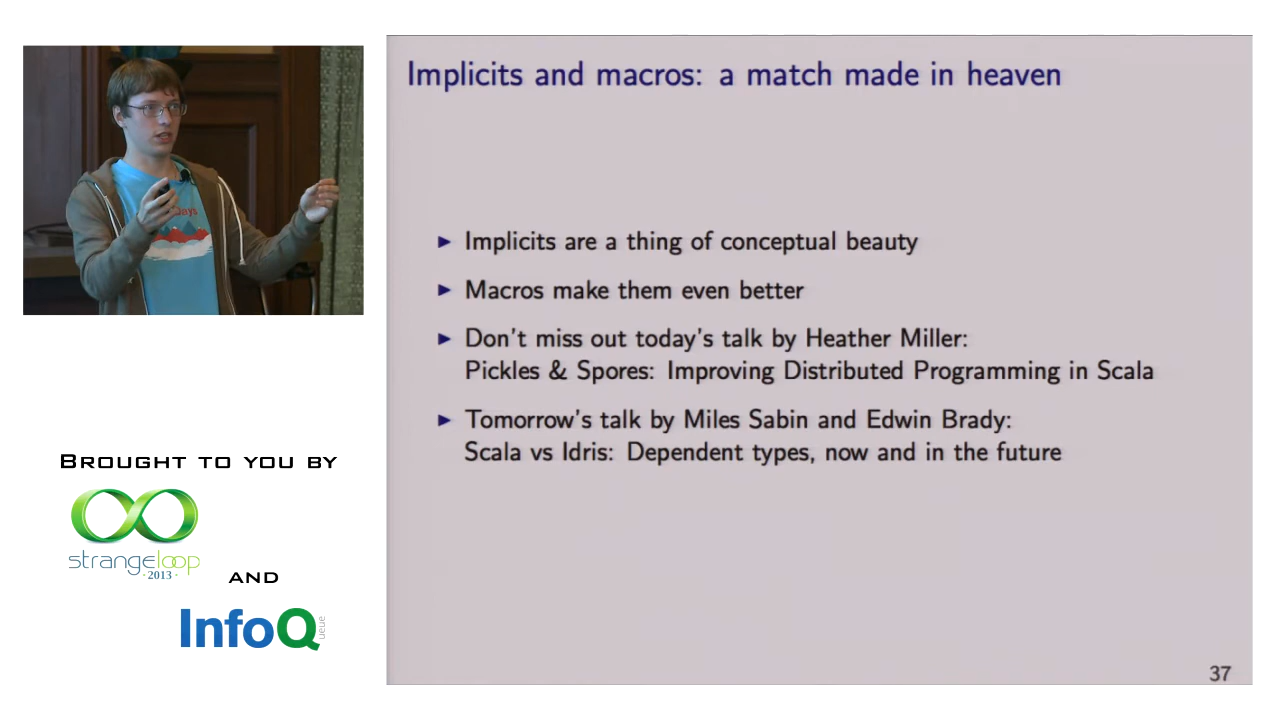 Implicits and macros: a match made in heaven
Days
Implicits are a thing of conceptual beauty
Macros make them even better
Don't miss out today's talk by Heather Miller:
Pickles & Spores: Improving Distributed Programming in Scala
Tomorrow's talk by Miles Sabin and Edwin Brady:
Scala vs Idris: Dependent types, now and in the future
BROUGHT TO YOU BY
strangeloop
· 2013 ·
AND
InfoQ
ueue
37